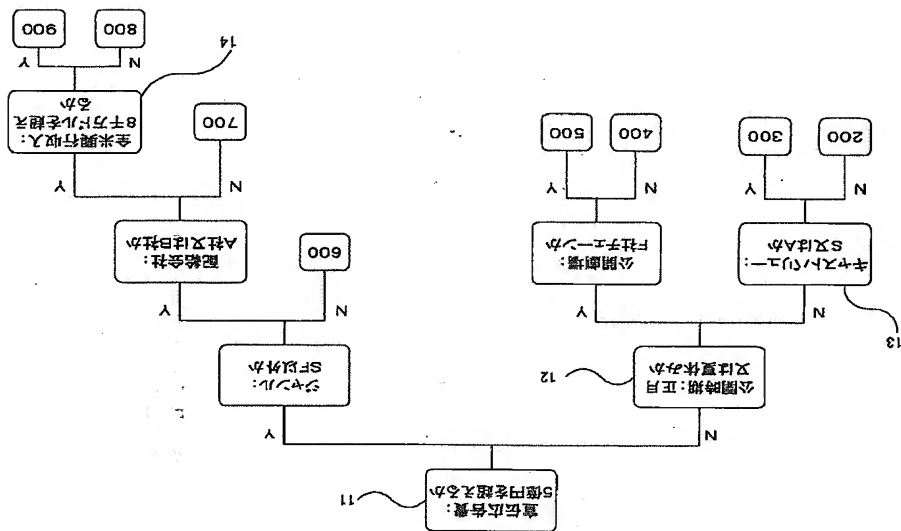 宣伝広告費:
5億円を超えるか
11
N
Y
公開時期:正月
又は夏休みか
12
ジャンル:
SF以外か
13
N
Y
N
Y
キャストバリュー:
S又はAか
公開劇場:
F社チェーンか
600
配給会社:
A社又はB社か
N
Y
N
Y
N
Y
200
300
400
500
700
全米興行収入:
8千万ドルを超え
るか
14
N
Y
800
900